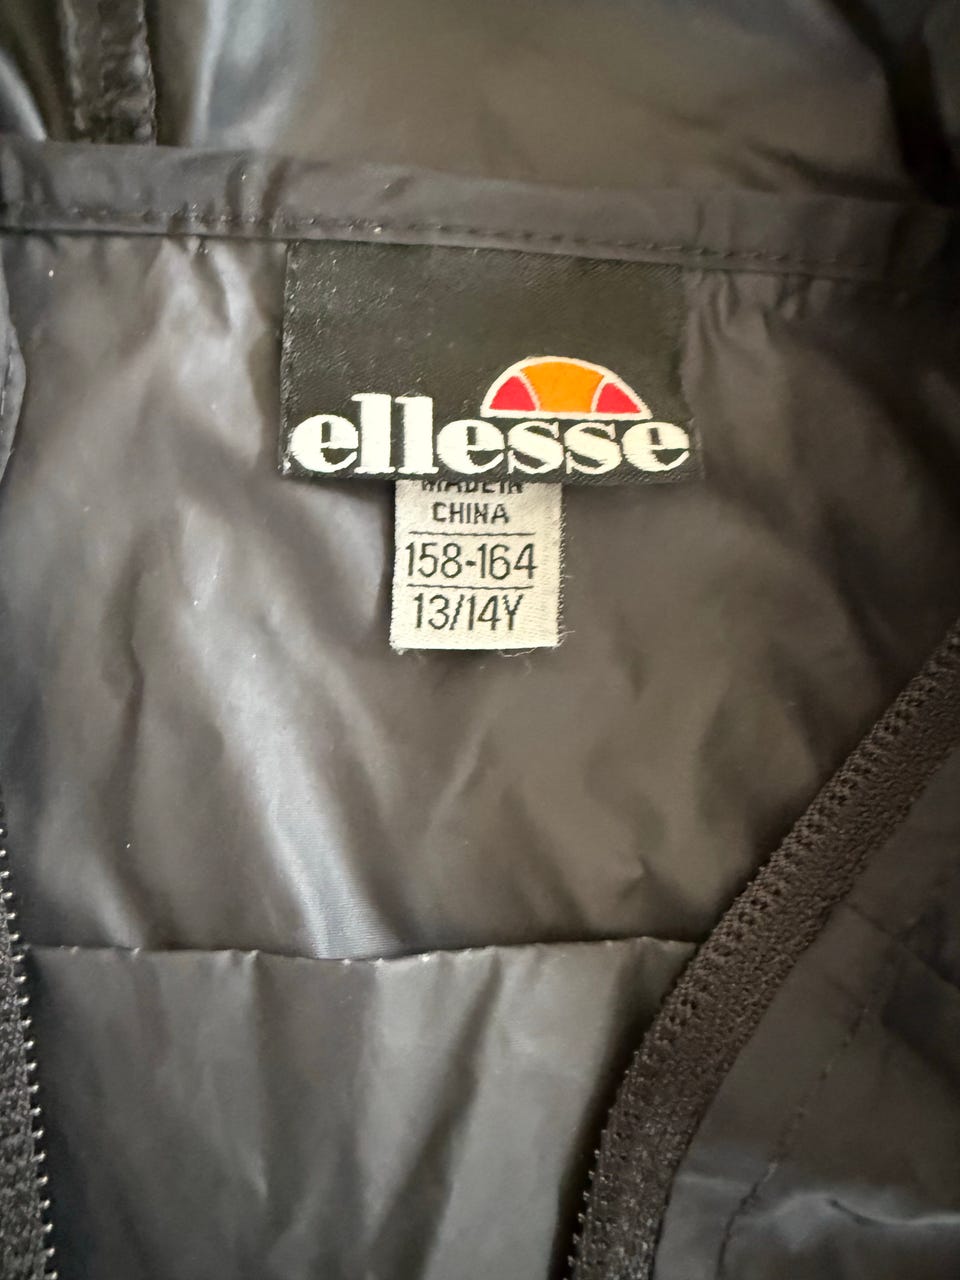 ellesse
MADE IN
CHINA
158-164
13/14Y